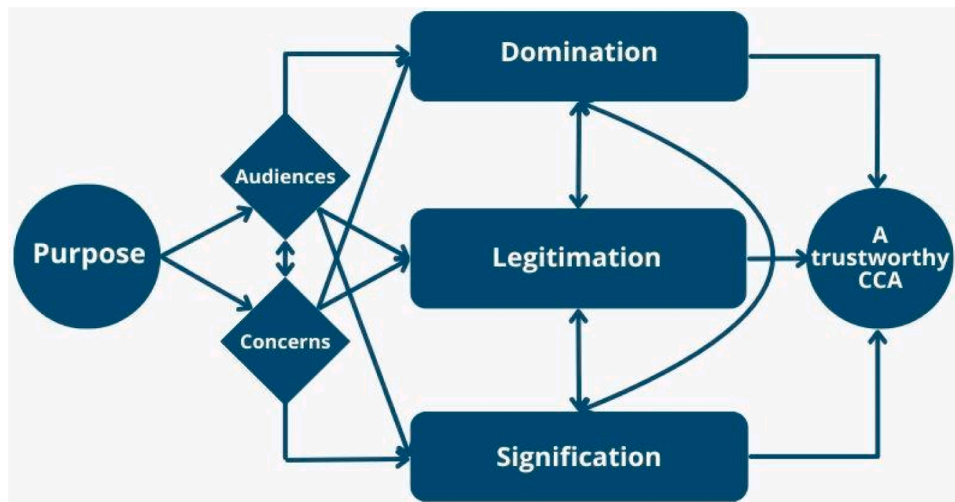 Domination
Audiences
Purpose
Legitimation
A
trustworthy
CCA
Concerns
Signification